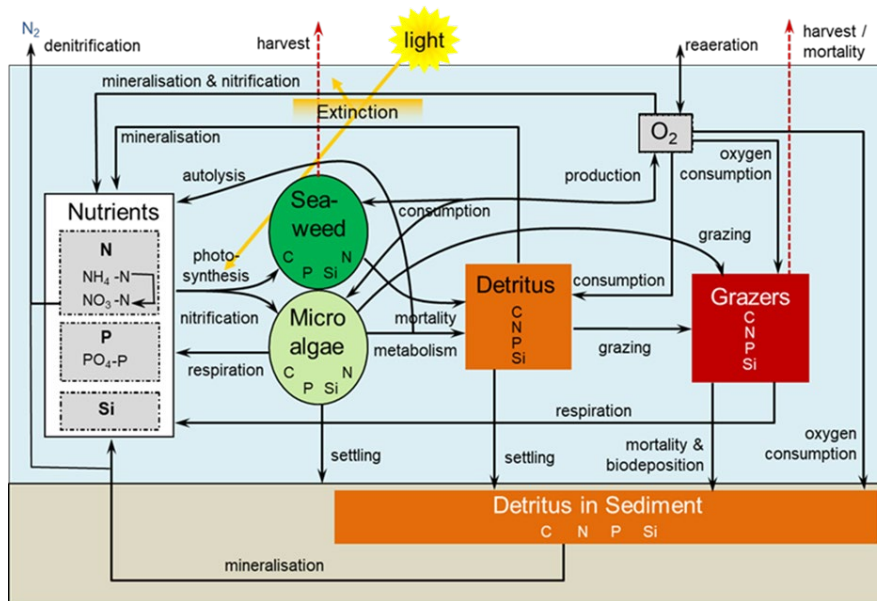 N2
denitrification
harvest
light
reaeration
harvest /
mortality
mineralisation & nitrification
Extinction
mineralisation
O2
oxygen
consumption
autolysis
production
Nutrients
Sea-
weed
consumption
grazing
N
NH4 -N
NO3 -N
photo-
synthesis
C
P
Si
N
Detritus
C
N
P
Si
consumption
Grazers
C
N
P
Si
nitrification
Micro
algae
mortality
metabolism
grazing
P
PO4-P
respiration
C
P
Si
N
Si
respiration
settling
settling
mortality &
biodeposition
oxygen
consumption
Detritus in Sediment
C N P Si
mineralisation